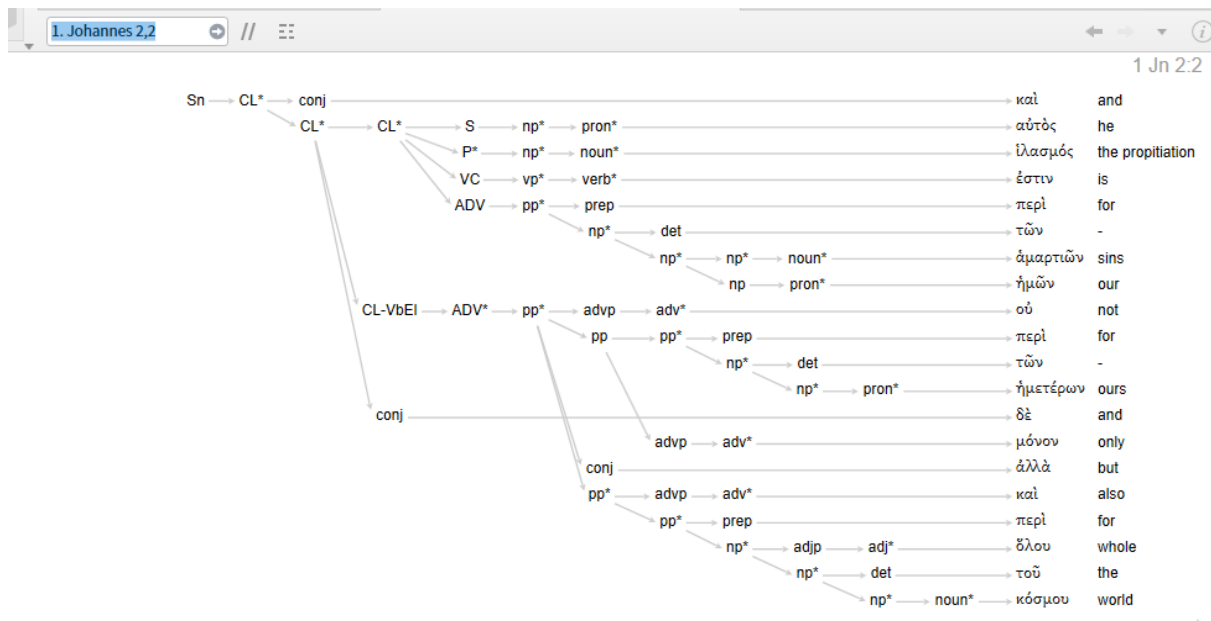 1. Johannes 2,2 //
1 Jn 2:2
Sn CL* conj καὶ and
CL* CL* S np* pron* αὐτὸς he
P* np* noun* ἱλασμός the propitiation
VC vp* verb* ἐστιν is
ADV pp* prep περὶ for
np* det τῶν -
np* np* noun* ἁμαρτιῶν sins
np pron* ἡμῶν our
CL-VbEl ADV* pp* advp adv* οὐ not
pp pp* prep περὶ for
np* det τῶν -
np* pron* ἡμετέρων ours
conj δὲ and
advp adv* μόνον only
conj ἀλλὰ but
pp* advp adv* καὶ also
pp* prep περὶ for
np* adjp adj* ὅλου whole
np* det τοῦ the
np* noun* κόσμου world